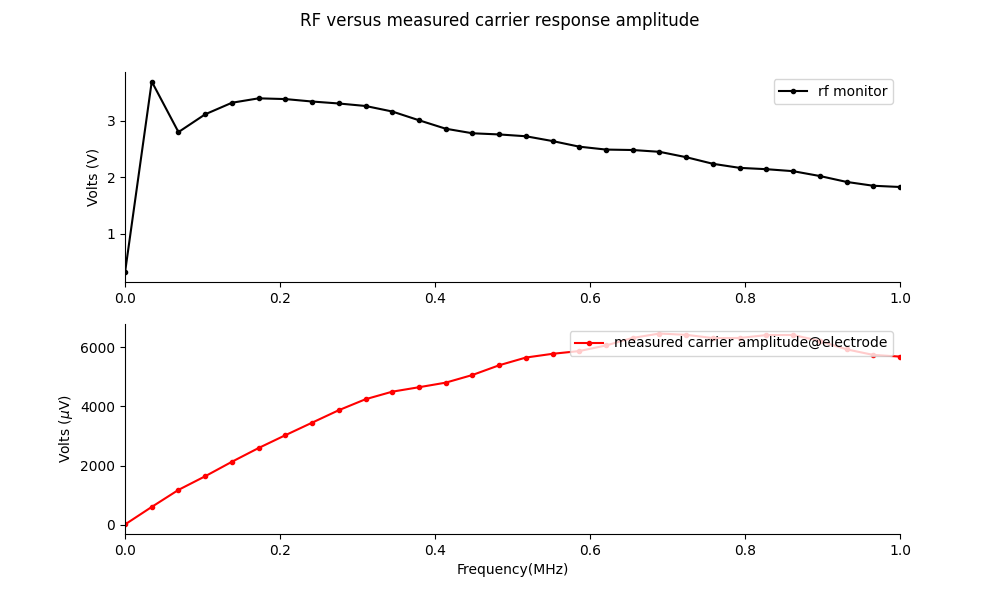 RF versus measured carrier response amplitude
rf monitor
Volts (V)
3
2
1
0.0 0.2 0.4 0.6 0.8 1.0
measured carrier amplitude@electrode
Volts (μV)
6000
4000
2000
0
0.0 0.2 0.4 0.6 0.8 1.0
Frequency(MHz)